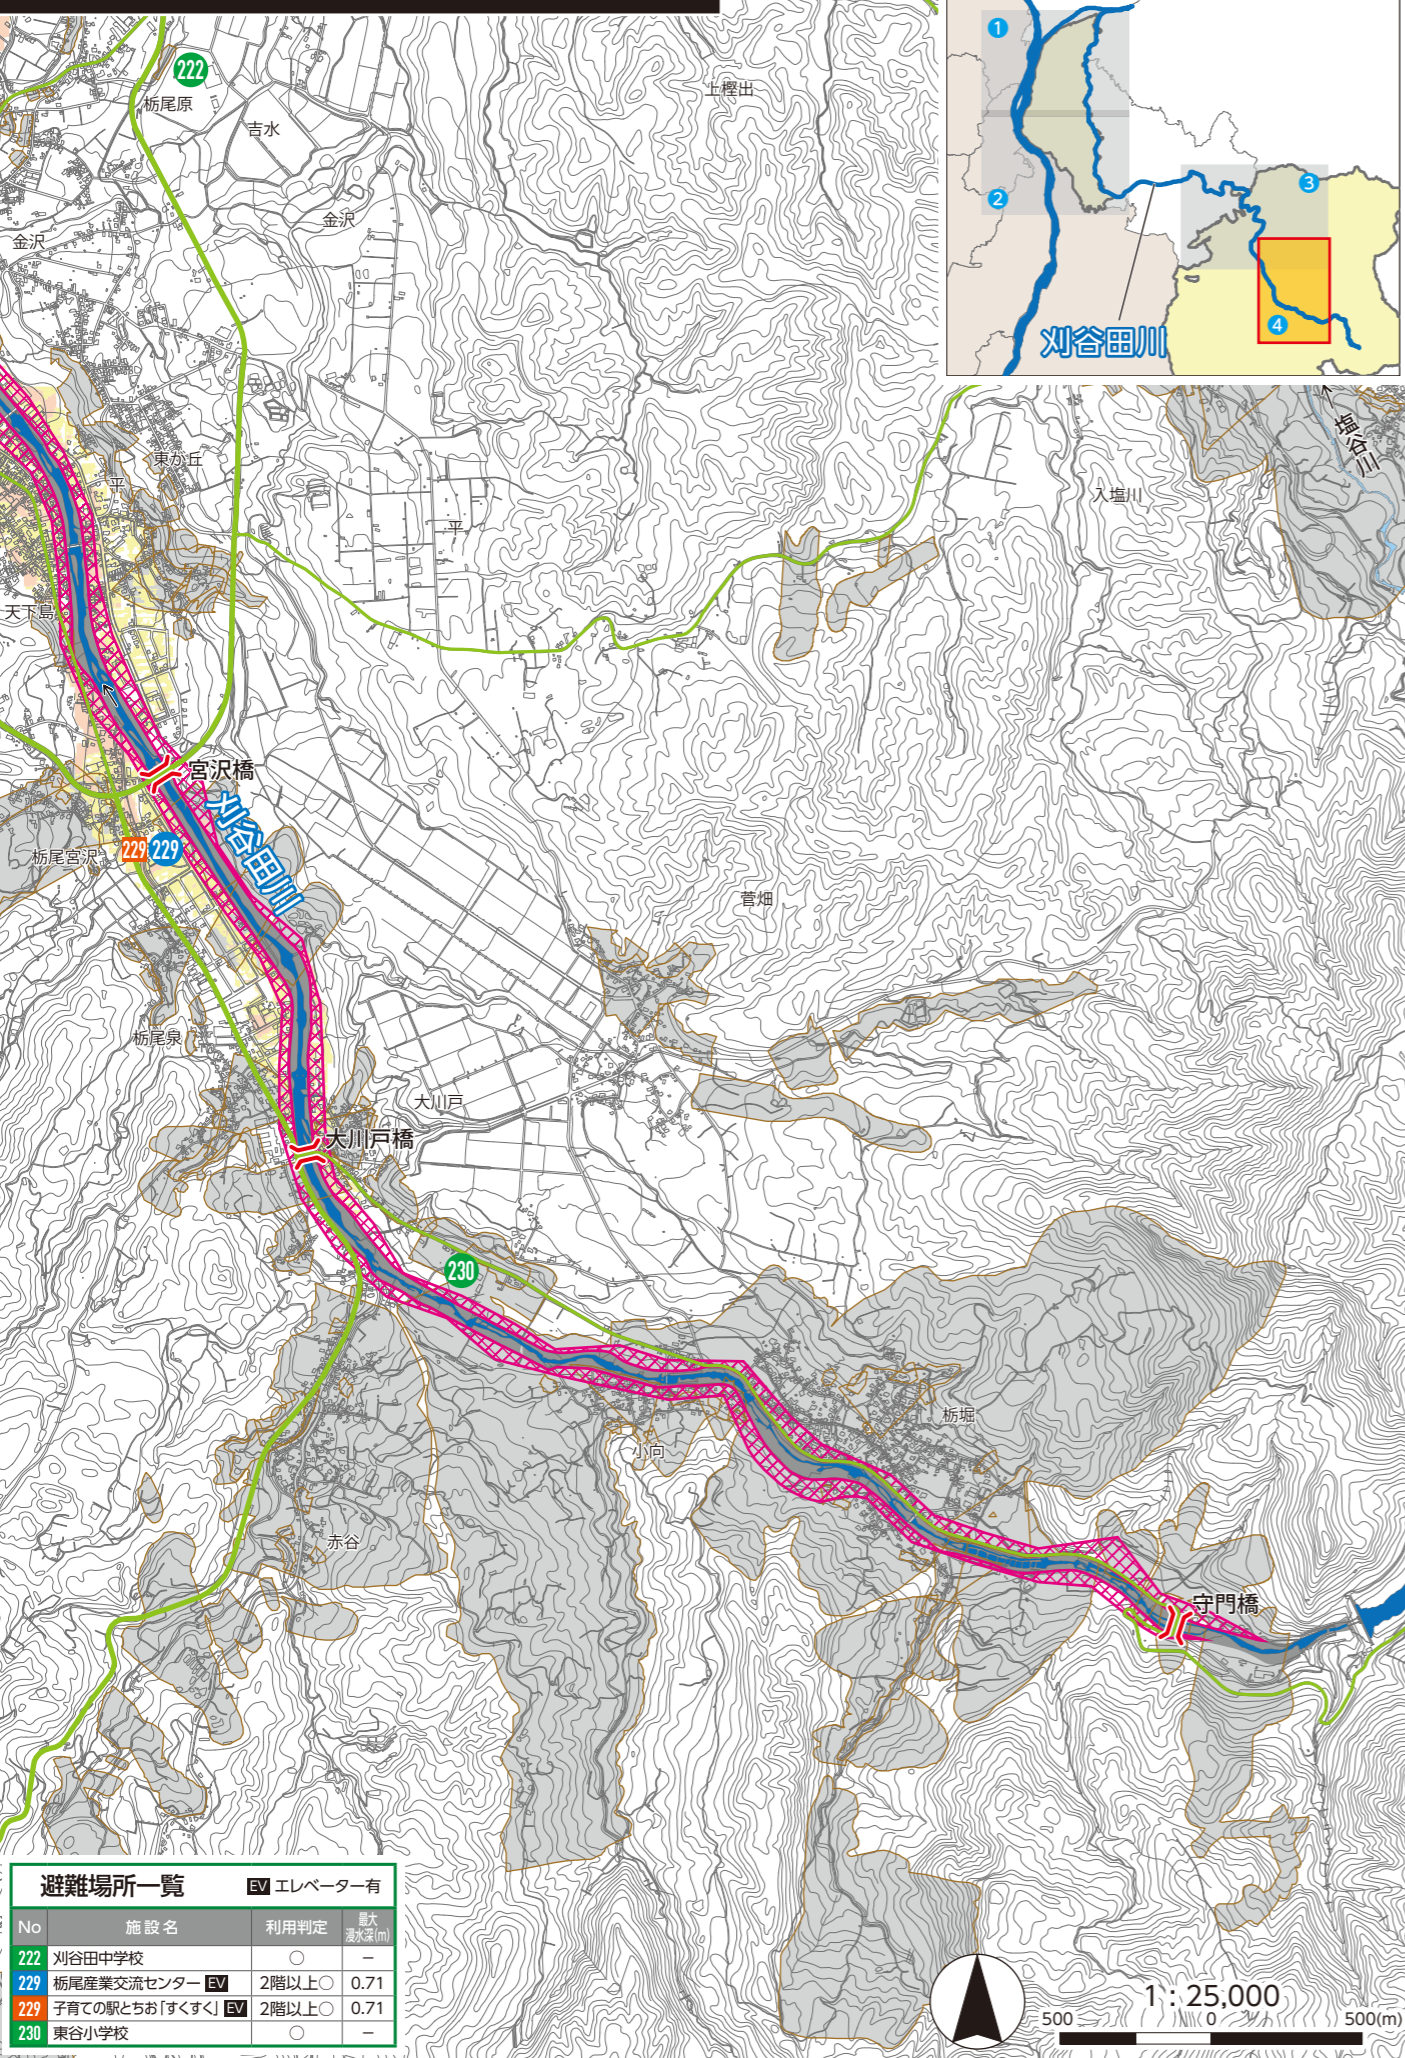 222
栃尾原
吉水
上樫出
金沢
金沢
1
2
3
4
刈谷田川
塩谷川
東が丘
平
平
入塩川
天下島
宮沢橋
刈谷田川
栃尾宮沢
229 229
菅畑
栃尾泉
大川戸
大川戸橋
230
栃堀
小向
赤谷
守門橋
避難場所一覧 EV エレベーター有
No 施設名 利用判定 最大浸水深(m)
222 刈谷田中学校 ○ −
229 栃尾産業交流センター EV 2階以上○ 0.71
229 子育ての駅とちお「すくすく」 EV 2階以上○ 0.71
230 東谷小学校 ○ −
1：25,000
500 0 500(m)